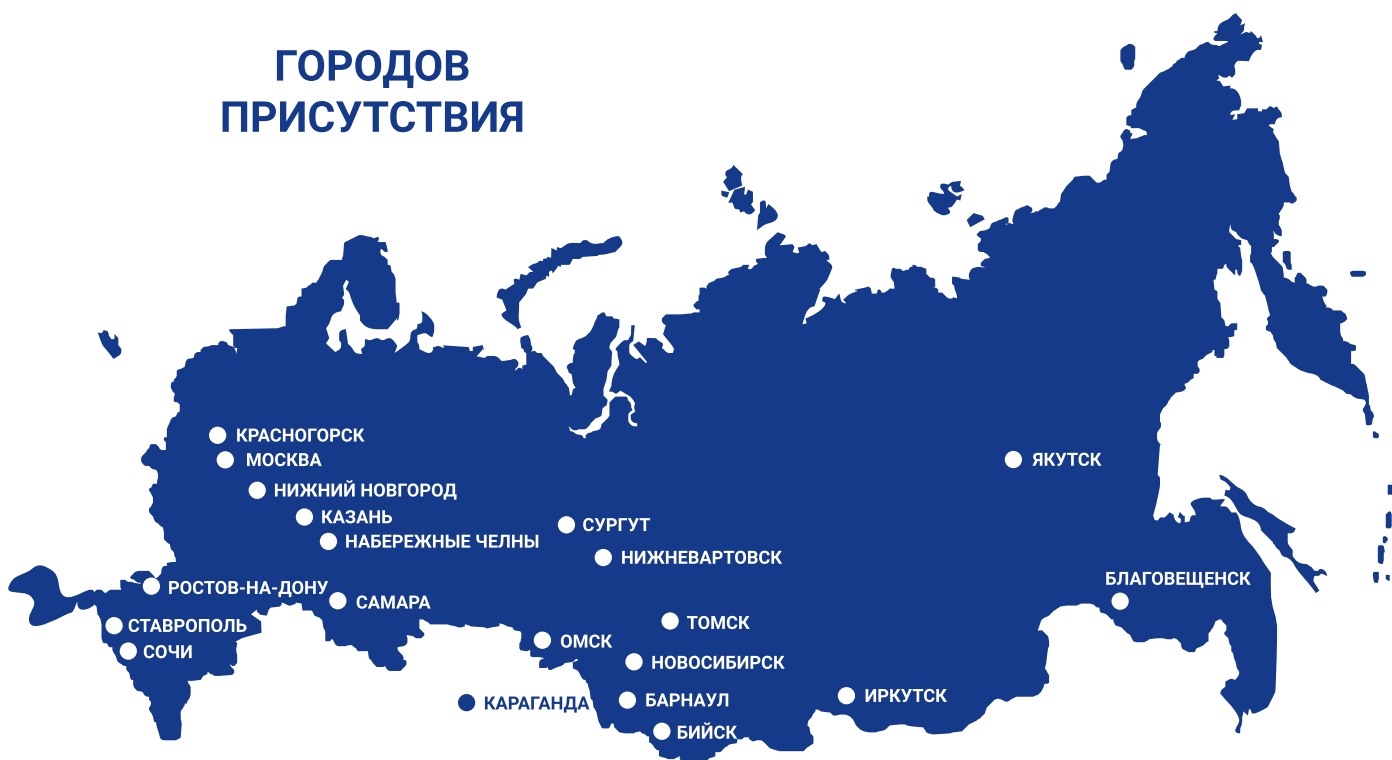 ГОРОДОВ
ПРИСУТСТВИЯ
КРАСНОГОРСК
МОСКВА
ЯКУТСК
НИЖНИЙ НОВГОРОД
КАЗАНЬ
СУРГУТ
НАБЕРЕЖНЫЕ ЧЕЛНЫ
НИЖНЕВАРТОВСК
БЛАГОВЕЩЕНСК
РОСТОВ-НА-ДОНУ
САМАРА
СТАВРОПОЛЬ
ТОМСК
ОМСК
СОЧИ
НОВОСИБИРСК
ИРКУТСК
БАРНАУЛ
КАРАГАНДА
БИЙСК